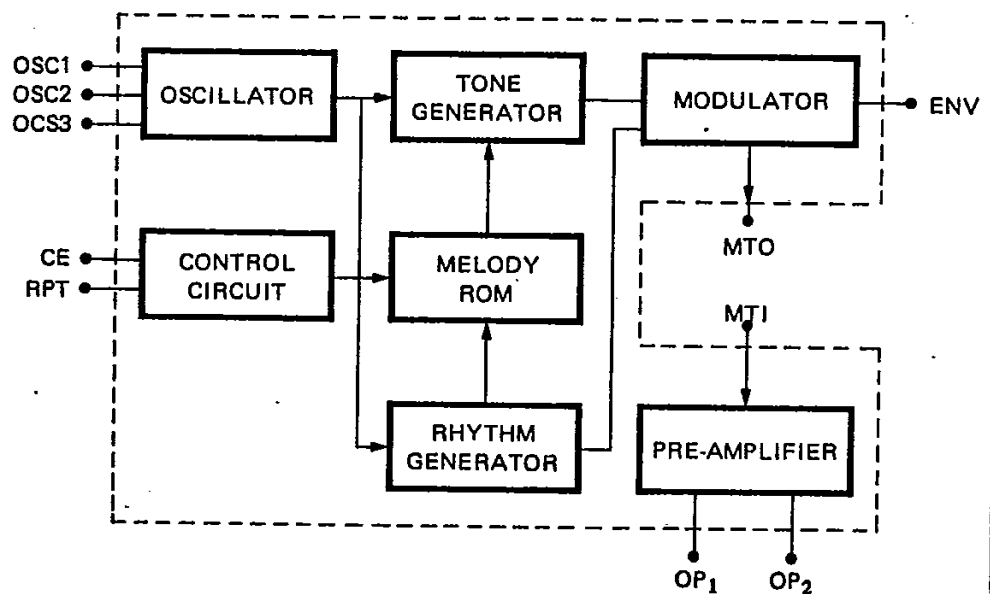 OSC1
OSC2
OCS3
OSCILLATOR
TONE
GENERATOR
MODULATOR
ENV
MTO
CE
RPT
CONTROL
CIRCUIT
MELODY
ROM
MTI
RHYTHM
GENERATOR
PRE-AMPLIFIER
OP₁
OP₂